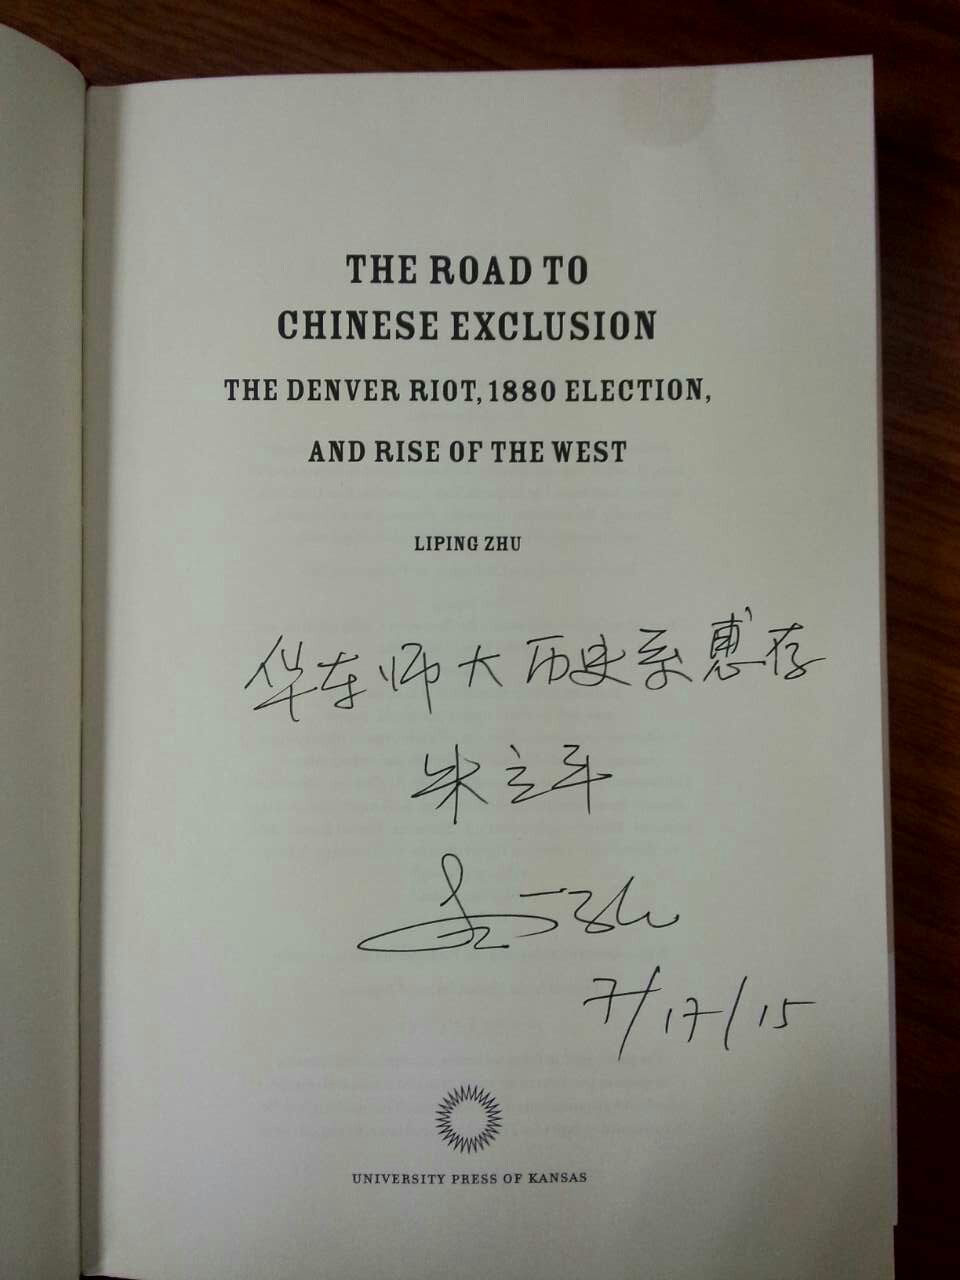 THE ROAD TO
CHINESE EXCLUSION
THE DENVER RIOT, 1880 ELECTION,
AND RISE OF THE WEST
LIPING ZHU
华东师大历史系惠存
朱立平
7/17/15
UNIVERSITY PRESS OF KANSAS